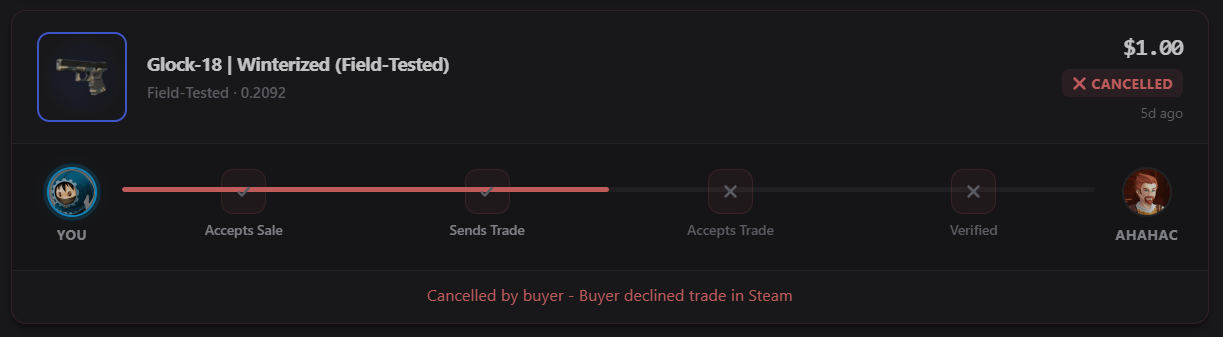 Glock-18 | Winterized (Field-Tested)
Field-Tested · 0.2092
$1.00
CANCELLED
5d ago
YOU
Accepts Sale
Sends Trade
Accepts Trade
Verified
AHAHAC
Cancelled by buyer - Buyer declined trade in Steam